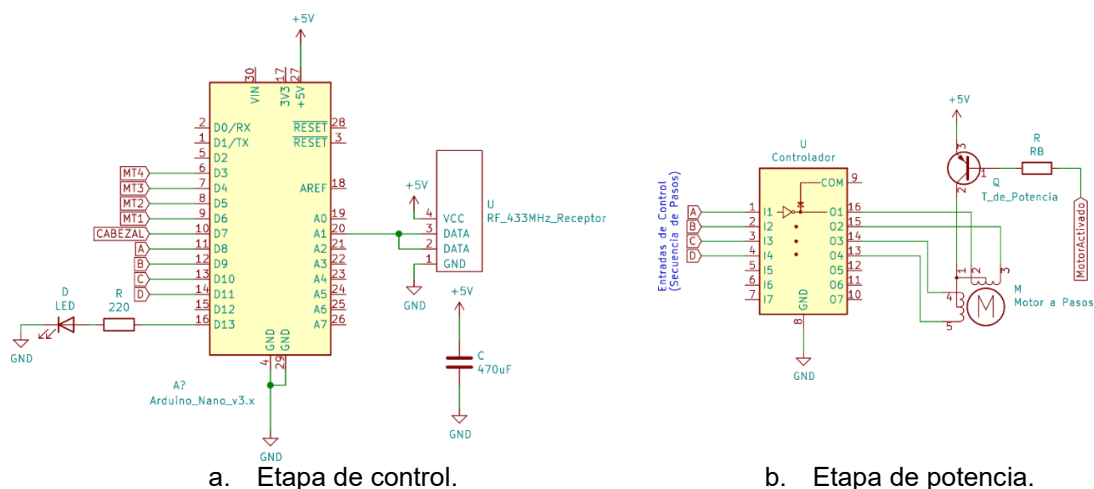 +5V
30
17
27
VIN
3V3
+5V
2
D0/RX
RESET
28
1
D1/TX
RESET
3
5
D2
MT4
6
D3
MT3
7
D4
AREF
18
MT2
8
D5
MT1
9
D6
A0
19
CABEZAL
10
D7
A1
20
A
11
D8
A2
21
B
12
D9
A3
22
C
13
D10
A4
23
D
14
D11
A5
24
15
D12
A6
25
16
D13
A7
26
GND
GND
4
29
D
LED
R
220
GND
A?
Arduino_Nano_v3.x
GND
+5V
4
VCC
3
DATA
2
DATA
1
GND
U
RF_433MHz_Receptor
GND
+5V
C
470uF
GND
a. Etapa de control.
Entradas de Control
(Secuencia de Pasos)
U
Controlador
COM
9
A
1
I1
O1
16
B
2
I2
O2
15
C
3
I3
O3
14
D
4
I4
O4
13
5
I5
O5
12
6
I6
O6
11
7
I7
O7
10
GND
8
GND
+5V
3
1
2
Q
T_de_Potencia
R
RB
MotorActivado
1
2
3
4
5
M
M
Motor a Pasos
b. Etapa de potencia.